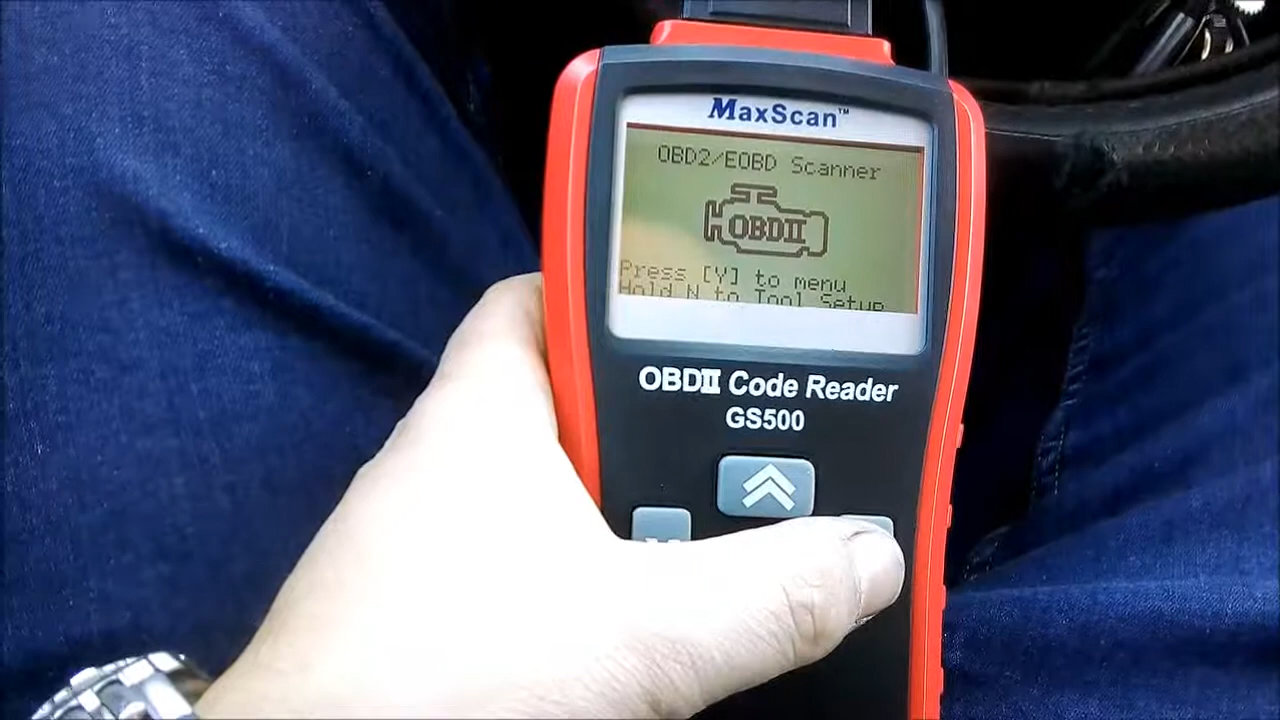 MaxScan™
OBD2/EOBD Scanner
OBDII
Press [Y] to menu
Hold N to Tool Setup
OBDII Code Reader
GS500